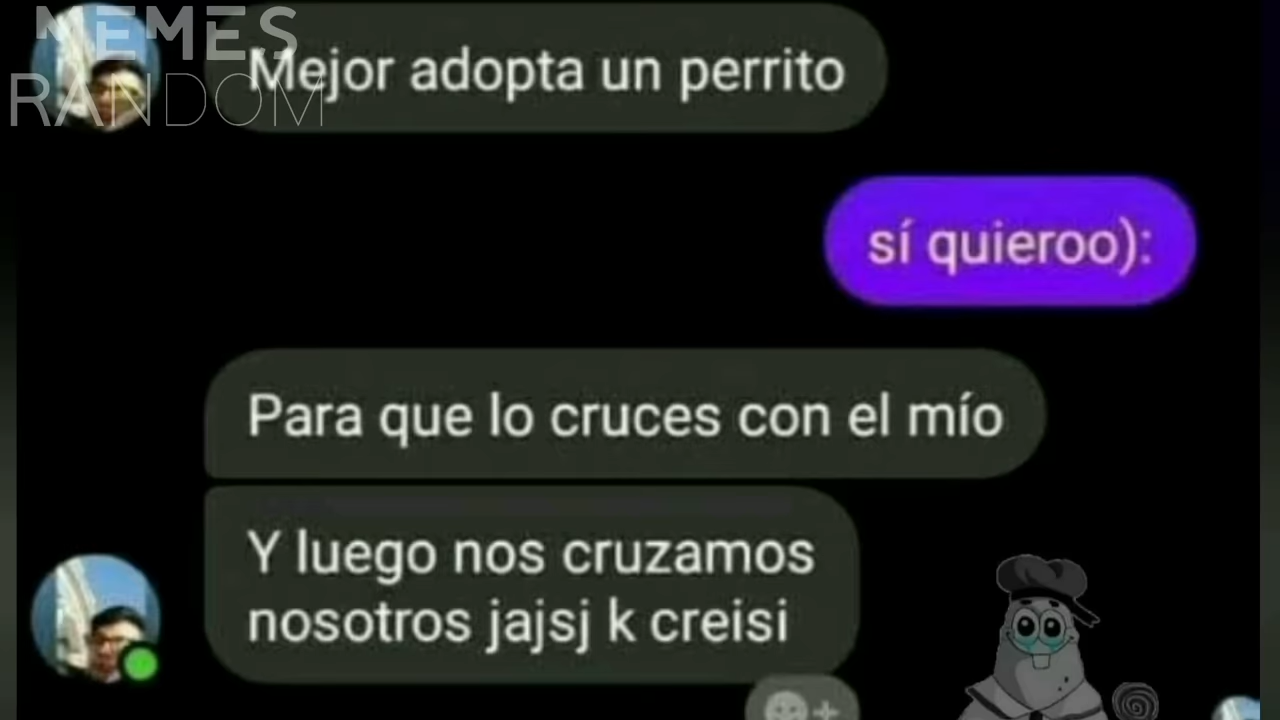 MEMES
RANDOM
Mejor adopta un perrito
sí quieroo):
Para que lo cruces con el mío
Y luego nos cruzamos
nosotros jajsj k creisi